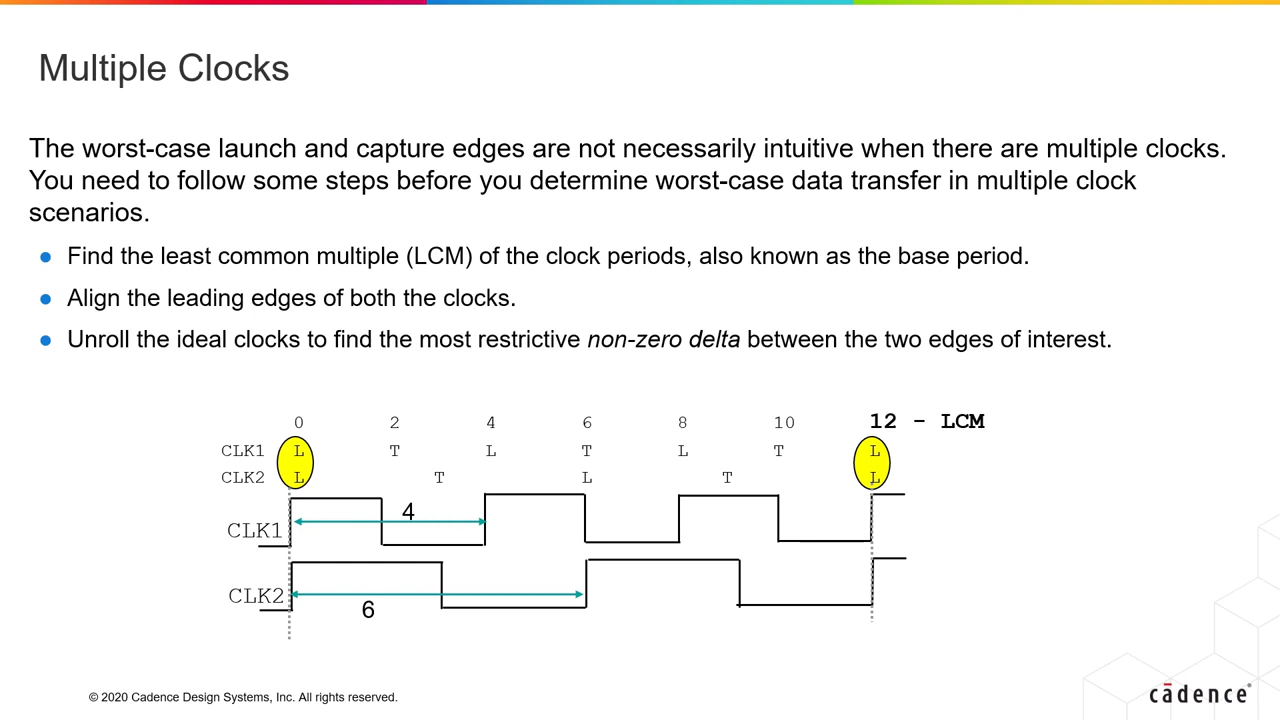 Multiple Clocks
The worst-case launch and capture edges are not necessarily intuitive when there are multiple clocks.
You need to follow some steps before you determine worst-case data transfer in multiple clock
scenarios.
● Find the least common multiple (LCM) of the clock periods, also known as the base period.
● Align the leading edges of both the clocks.
● Unroll the ideal clocks to find the most restrictive non-zero delta between the two edges of interest.
0 2 4 6 8 10 12 - LCM
CLK1 L T L T L T L
CLK2 L T L T L
4
CLK1
CLK2
6
© 2020 Cadence Design Systems, Inc. All rights reserved.
cādence®